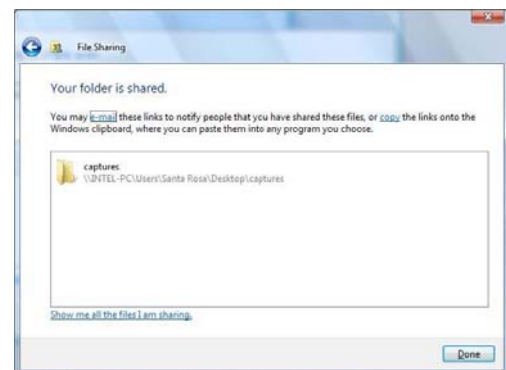 File Sharing
Your folder is shared.
You may e-mail these links to notify people that you have shared these files, or copy the links onto the
Windows clipboard, where you can paste them into any program you choose.
captures
\\INTEL-PC\Users\Santa Rosa\Desktop\captures
Show me all the files I am sharing.
Done